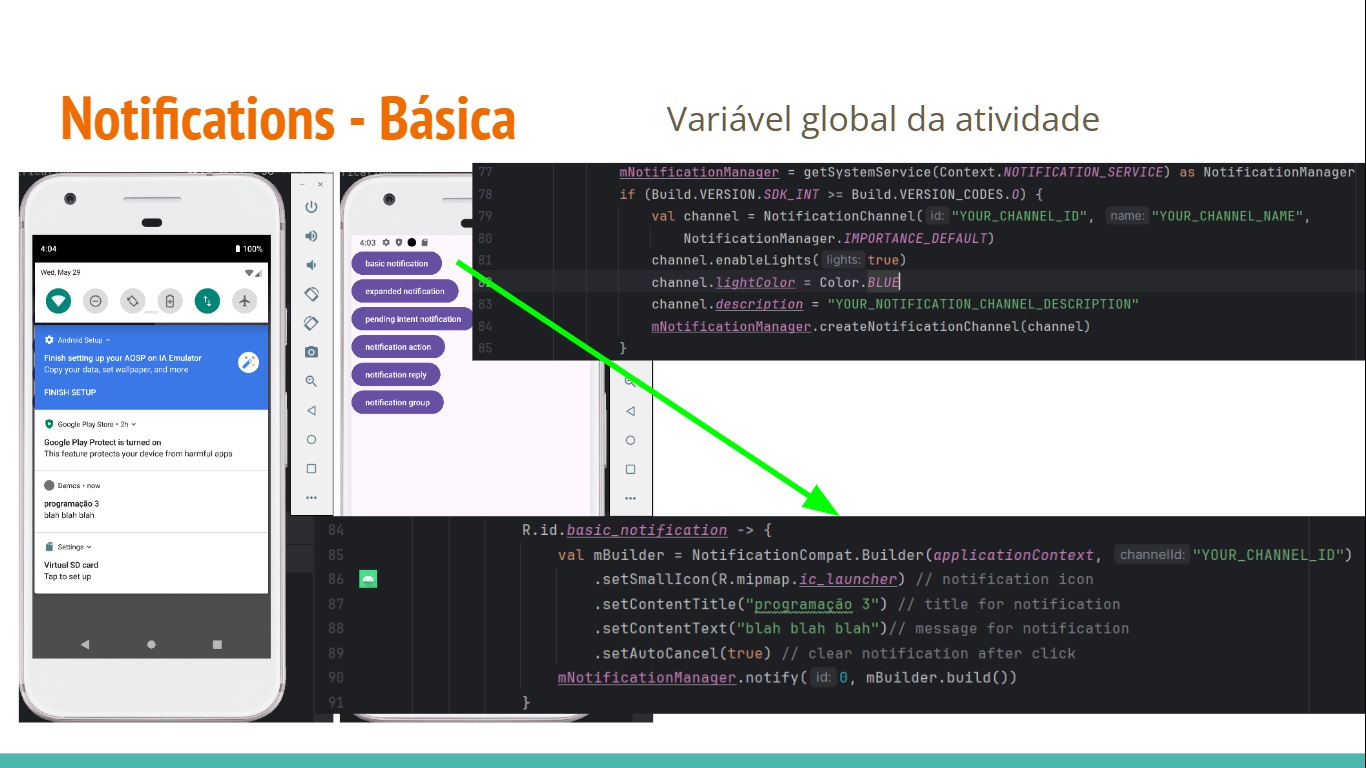 Notifications - Básica
Variável global da atividade
4:04
100%
Wed, May 29
Android Setup
Finish setting up your AOSP on IA Emulator
Copy your data, set wallpaper, and more
FINISH SETUP
Google Play Store • 2h
Google Play Protect is turned on
This feature protects your device from harmful apps
Demos • now
programação 3
blah blah blah
Settings
Virtual SD card
Tap to set up
4:03
basic notification
expanded notification
pending intent notification
notification action
notification reply
notification group
77 mNotificationManager = getSystemService(Context.NOTIFICATION_SERVICE) as NotificationManager
78 if (Build.VERSION.SDK_INT >= Build.VERSION_CODES.O) {
79 val channel = NotificationChannel( id: "YOUR_CHANNEL_ID", name: "YOUR_CHANNEL_NAME",
80 NotificationManager.IMPORTANCE_DEFAULT)
81 channel.enableLights( lights: true)
82 channel.lightColor = Color.BLUE
83 channel.description = "YOUR_NOTIFICATION_CHANNEL_DESCRIPTION"
84 mNotificationManager.createNotificationChannel(channel)
85 }
84 R.id.basic_notification -> {
85 val mBuilder = NotificationCompat.Builder(applicationContext, channelId: "YOUR_CHANNEL_ID")
86 .setSmallIcon(R.mipmap.ic_launcher) // notification icon
87 .setContentTitle("programação 3") // title for notification
88 .setContentText("blah blah blah")// message for notification
89 .setAutoCancel(true) // clear notification after click
90 mNotificationManager.notify( id: 0, mBuilder.build())
91 }